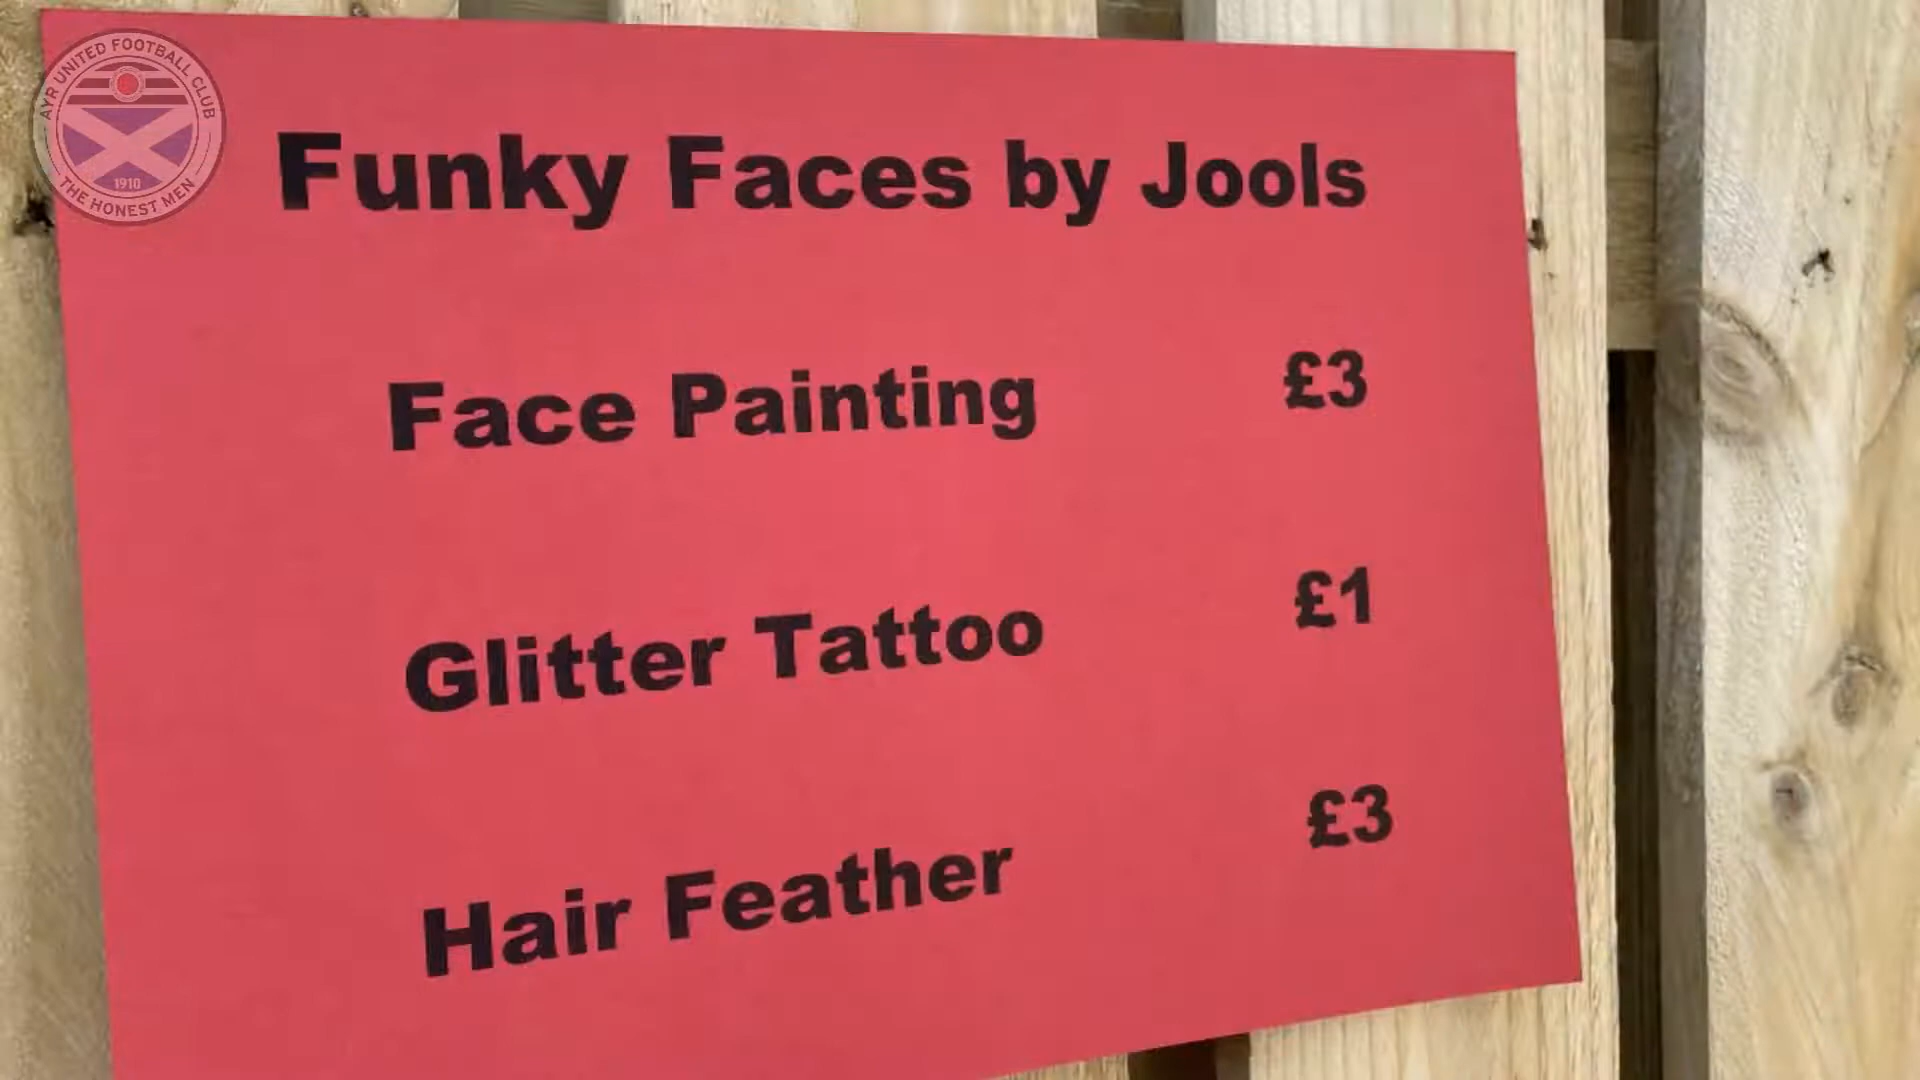 AYR UNITED FOOTBALL CLUB
1910
THE HONEST MEN
Funky Faces by Jools
Face Painting £3
Glitter Tattoo £1
Hair Feather £3